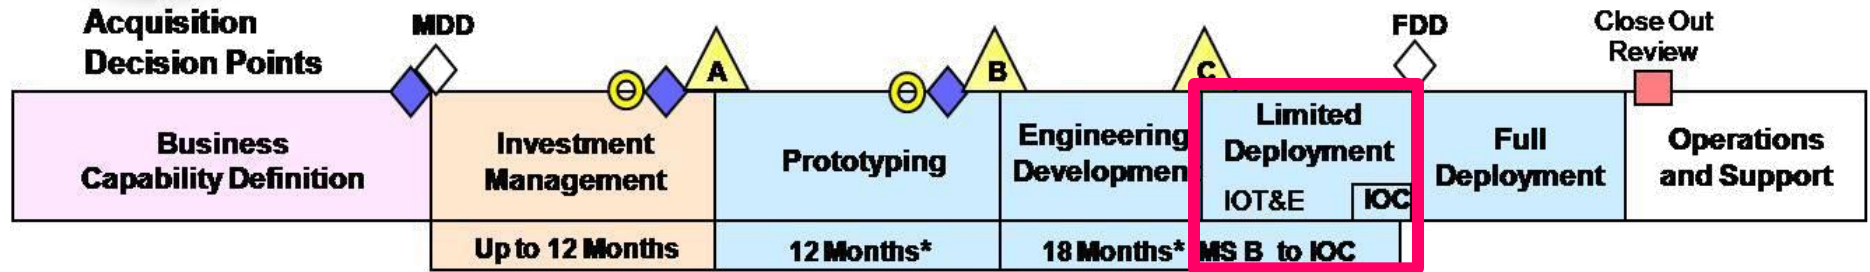 Acquisition
Decision Points
MDD
A
B
C
FDD
Close Out
Review
Business
Capability Definition
Investment
Management
Prototyping
Engineering
Developmen
Limited
Deployment
IOT&E
IOC
Full
Deployment
Operations
and Support
Up to 12 Months
12 Months*
18 Months* MS B to IOC